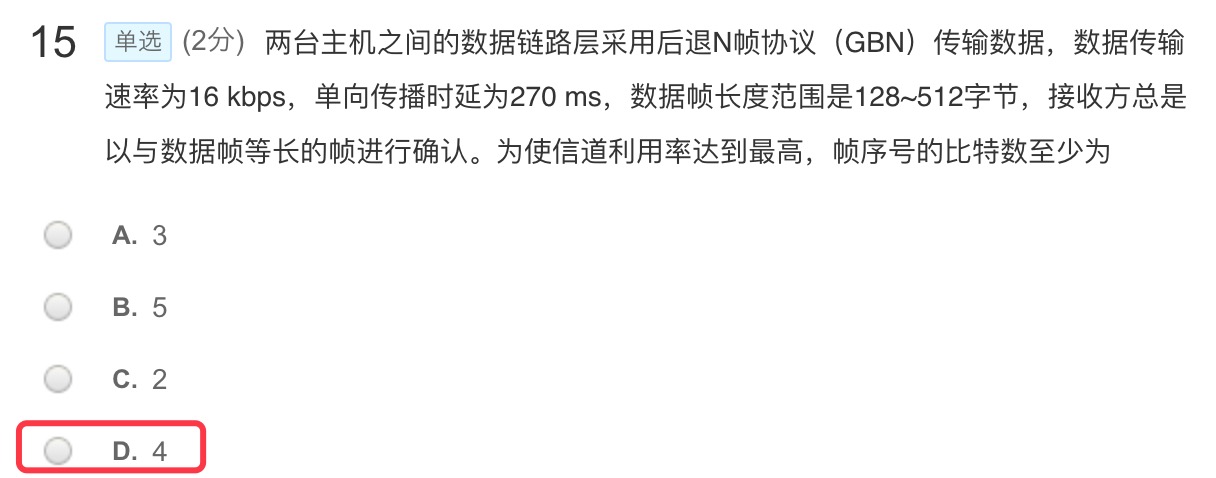 15 单选 (2分) 两台主机之间的数据链路层采用后退N帧协议（GBN）传输数据，数据传输
速率为16 kbps，单向传播时延为270 ms，数据帧长度范围是128~512字节，接收方总是
以与数据帧等长的帧进行确认。为使信道利用率达到最高，帧序号的比特数至少为
A. 3
B. 5
C. 2
D. 4